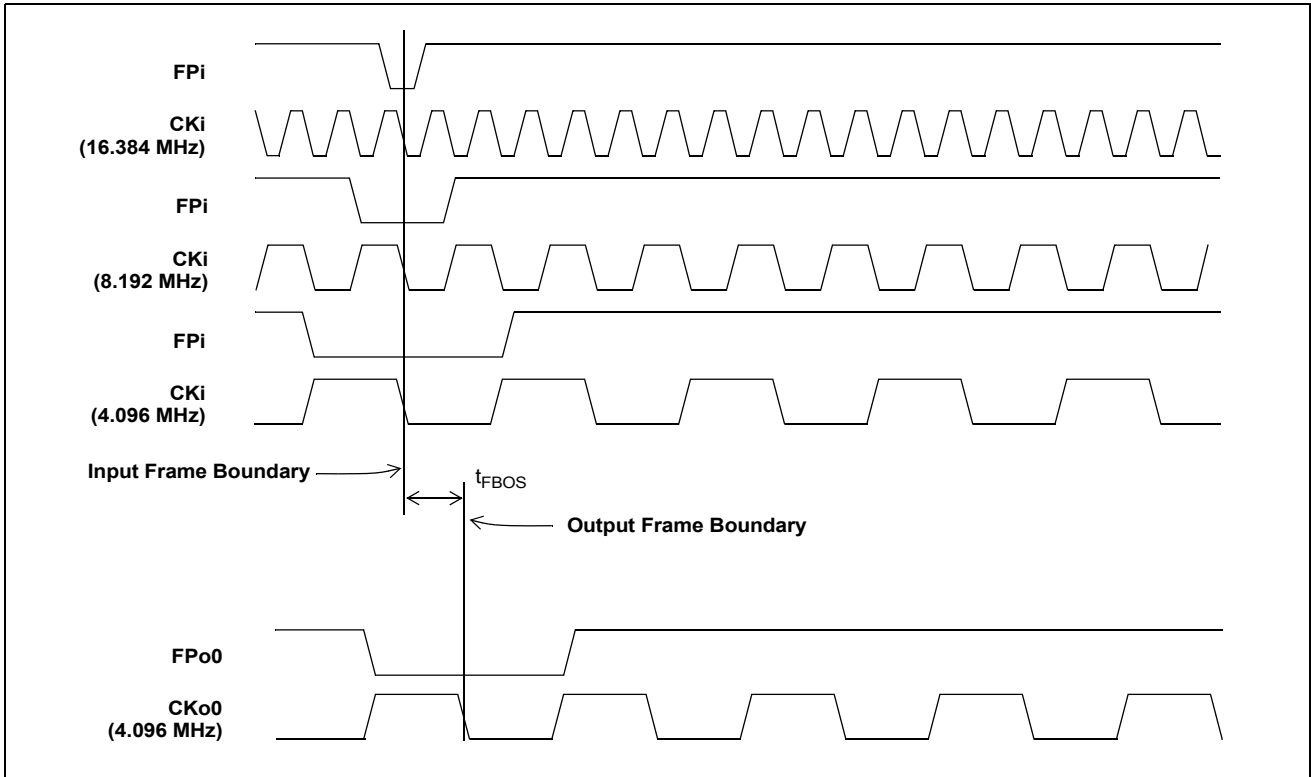 FPi
CKi
(16.384 MHz)
FPi
CKi
(8.192 MHz)
FPi
CKi
(4.096 MHz)
Input Frame Boundary
tFBOS
Output Frame Boundary
FPo0
CKo0
(4.096 MHz)